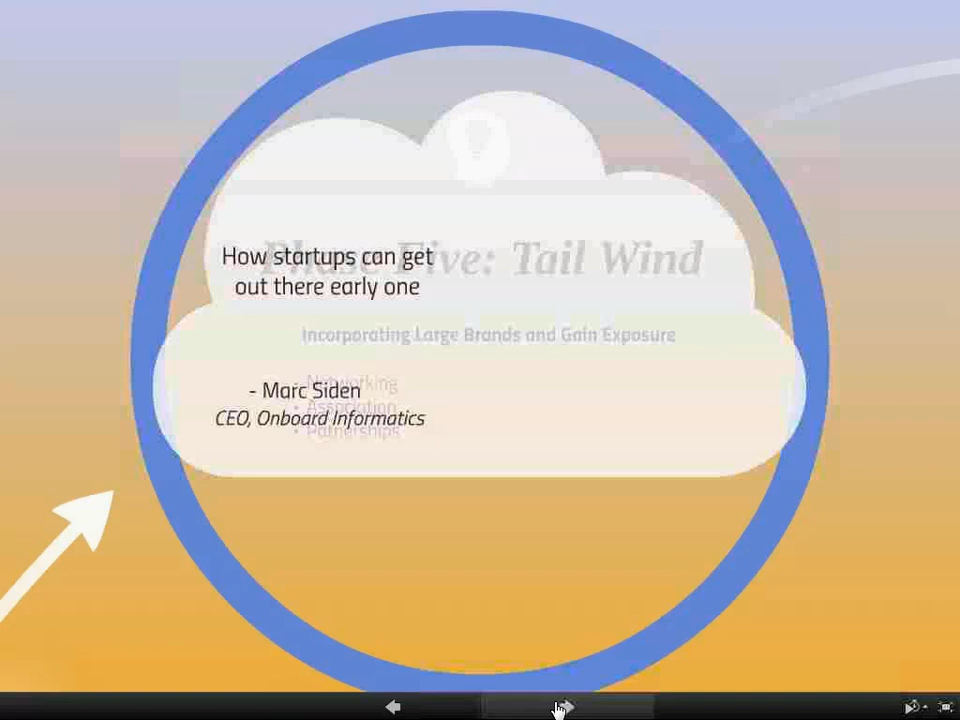 Phase Five: Tail Wind
How startups can get
out there early one
Incorporating Large Brands and Gain Exposure
• Networking
- Marc Siden
• Association
CEO, Onboard Informatics
• Patnerships